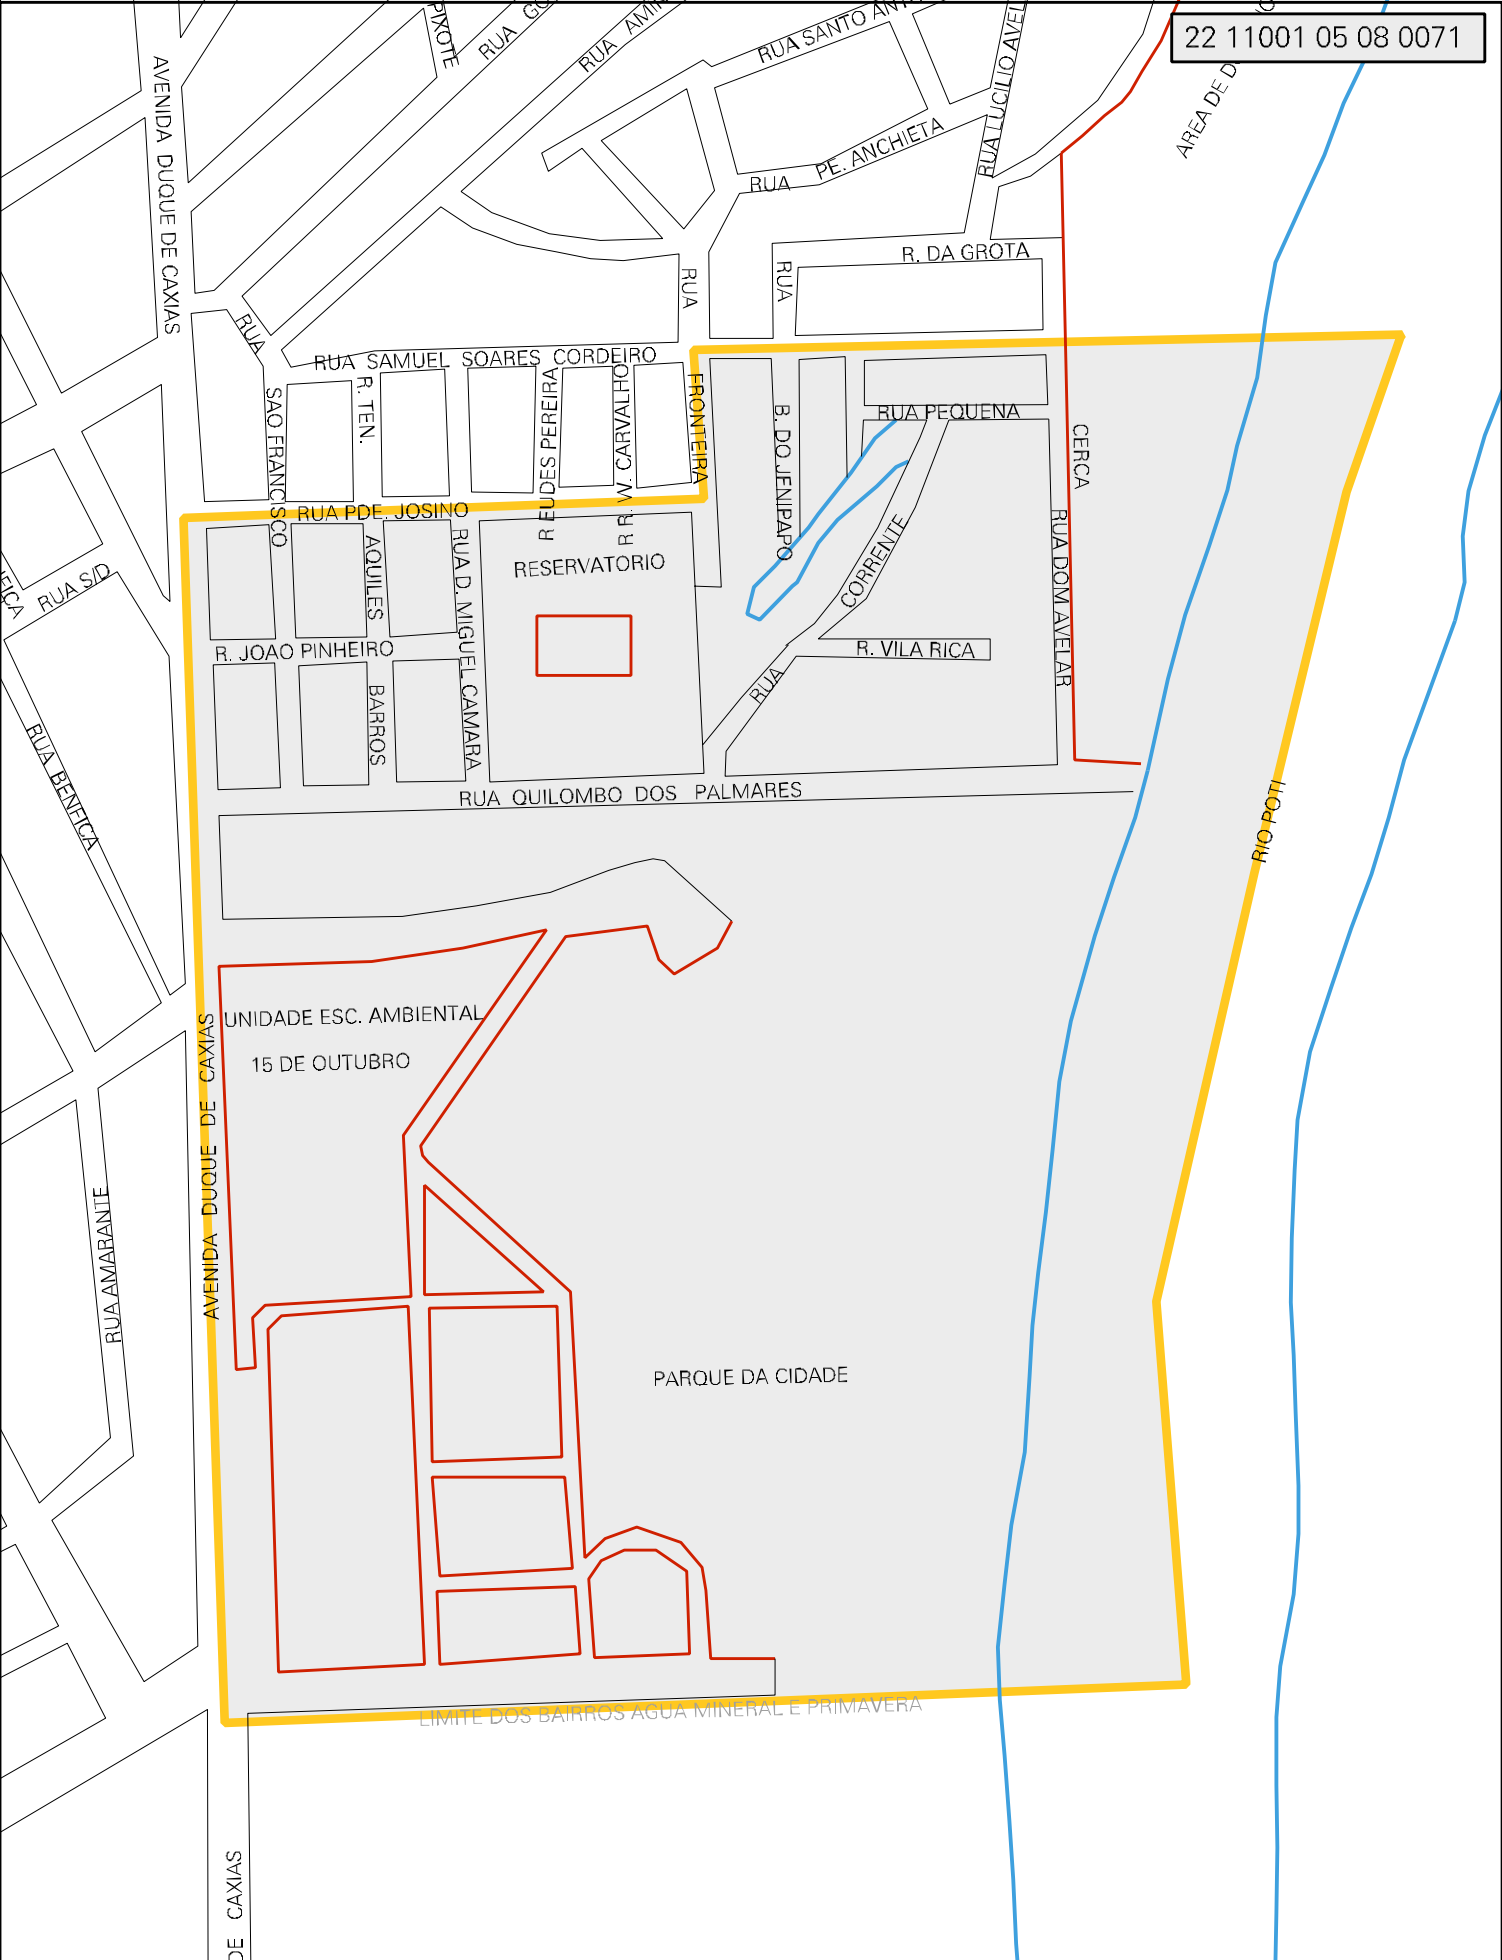 22 11001 05 08 0071
PIXOTE
RUA
RUA
RUA SANTO
RUA LUCILIO
AREA DE
AVENIDA DUQUE DE CAXIAS
RUA PE. ANCHIETA
R. DA GROTA
RUA
RUA
RUA
RUA SAMUEL SOARES CORDEIRO
SAO FRANCISCO
R. TEN.
R EUDES PEREIRA
R R. W. CARVALHO
FRONTEIRA
B. DO JENIPAPO
RUA PEQUENA
CERCA
RUA PDE. JOSINO
AQUILES
RUA D. MIGUEL CAMARA
RESERVATORIO
CORRENTE
RUA DOM AVELAR
RUA S/D
R. JOAO PINHEIRO
R. VILA RICA
RUA
BARROS
RUA BENFICA
RUA QUILOMBO DOS PALMARES
RIO POTI
UNIDADE ESC. AMBIENTAL
15 DE OUTUBRO
AVENIDA DUQUE DE CAXIAS
RUA AMARANTE
PARQUE DA CIDADE
LIMITE DOS BAIRROS AGUA MINERAL E PRIMAVERA
DE CAXIAS